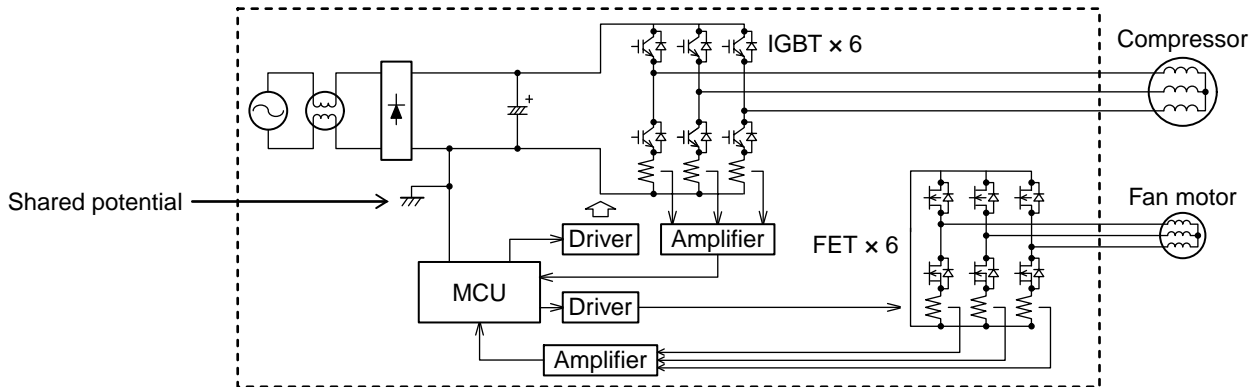 IGBT × 6
Compressor
Shared potential
Fan motor
Driver
Amplifier
FET × 6
MCU
Driver
Amplifier
+